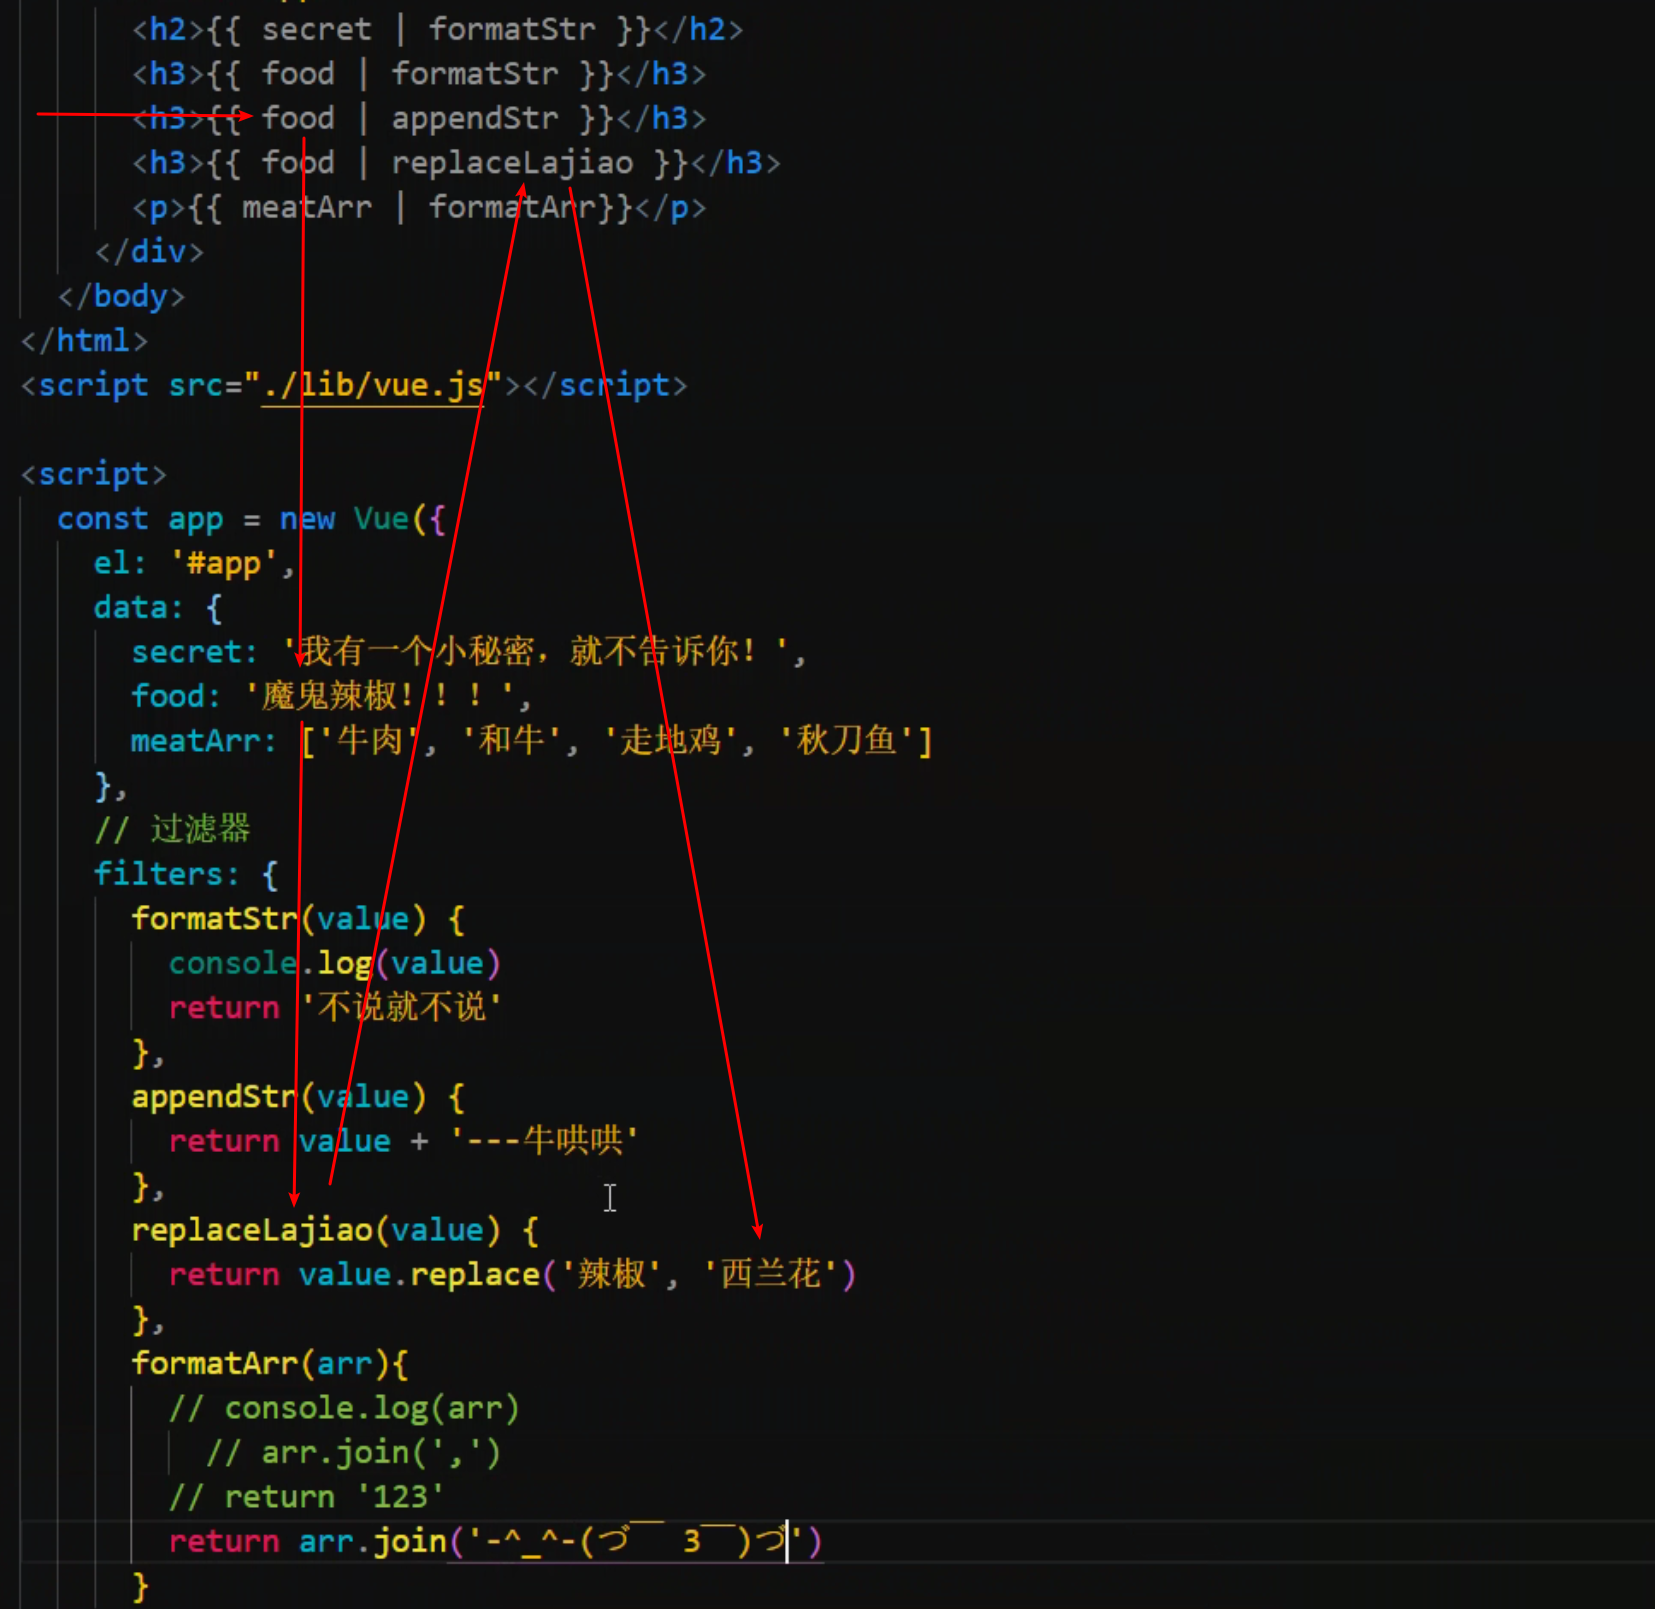 <h2>{{ secret | formatStr }}</h2>
<h3>{{ food | formatStr }}</h3>
<h3>{{ food | appendStr }}</h3>
<h3>{{ food | replaceLajiao }}</h3>
<p>{{ meatArr | formatArr}}</p>
</div>
</body>
</html>
<script src="./lib/vue.js"></script>
<script>
const app = new Vue({
el: '#app',
data: {
secret: '我有一个小秘密，就不告诉你！',
food: '魔鬼辣椒！！！',
meatArr: ['牛肉', '和牛', '走地鸡', '秋刀鱼']
},
// 过滤器
filters: {
formatStr(value) {
console.log(value)
return '不说就不说'
},
appendStr(value) {
return value + '---牛哄哄'
},
replaceLajiao(value) {
return value.replace('辣椒', '西兰花')
},
formatArr(arr){
// console.log(arr)
// arr.join(',')
// return '123'
return arr.join('-^_^-(づ￣ 3￣)づ')
}